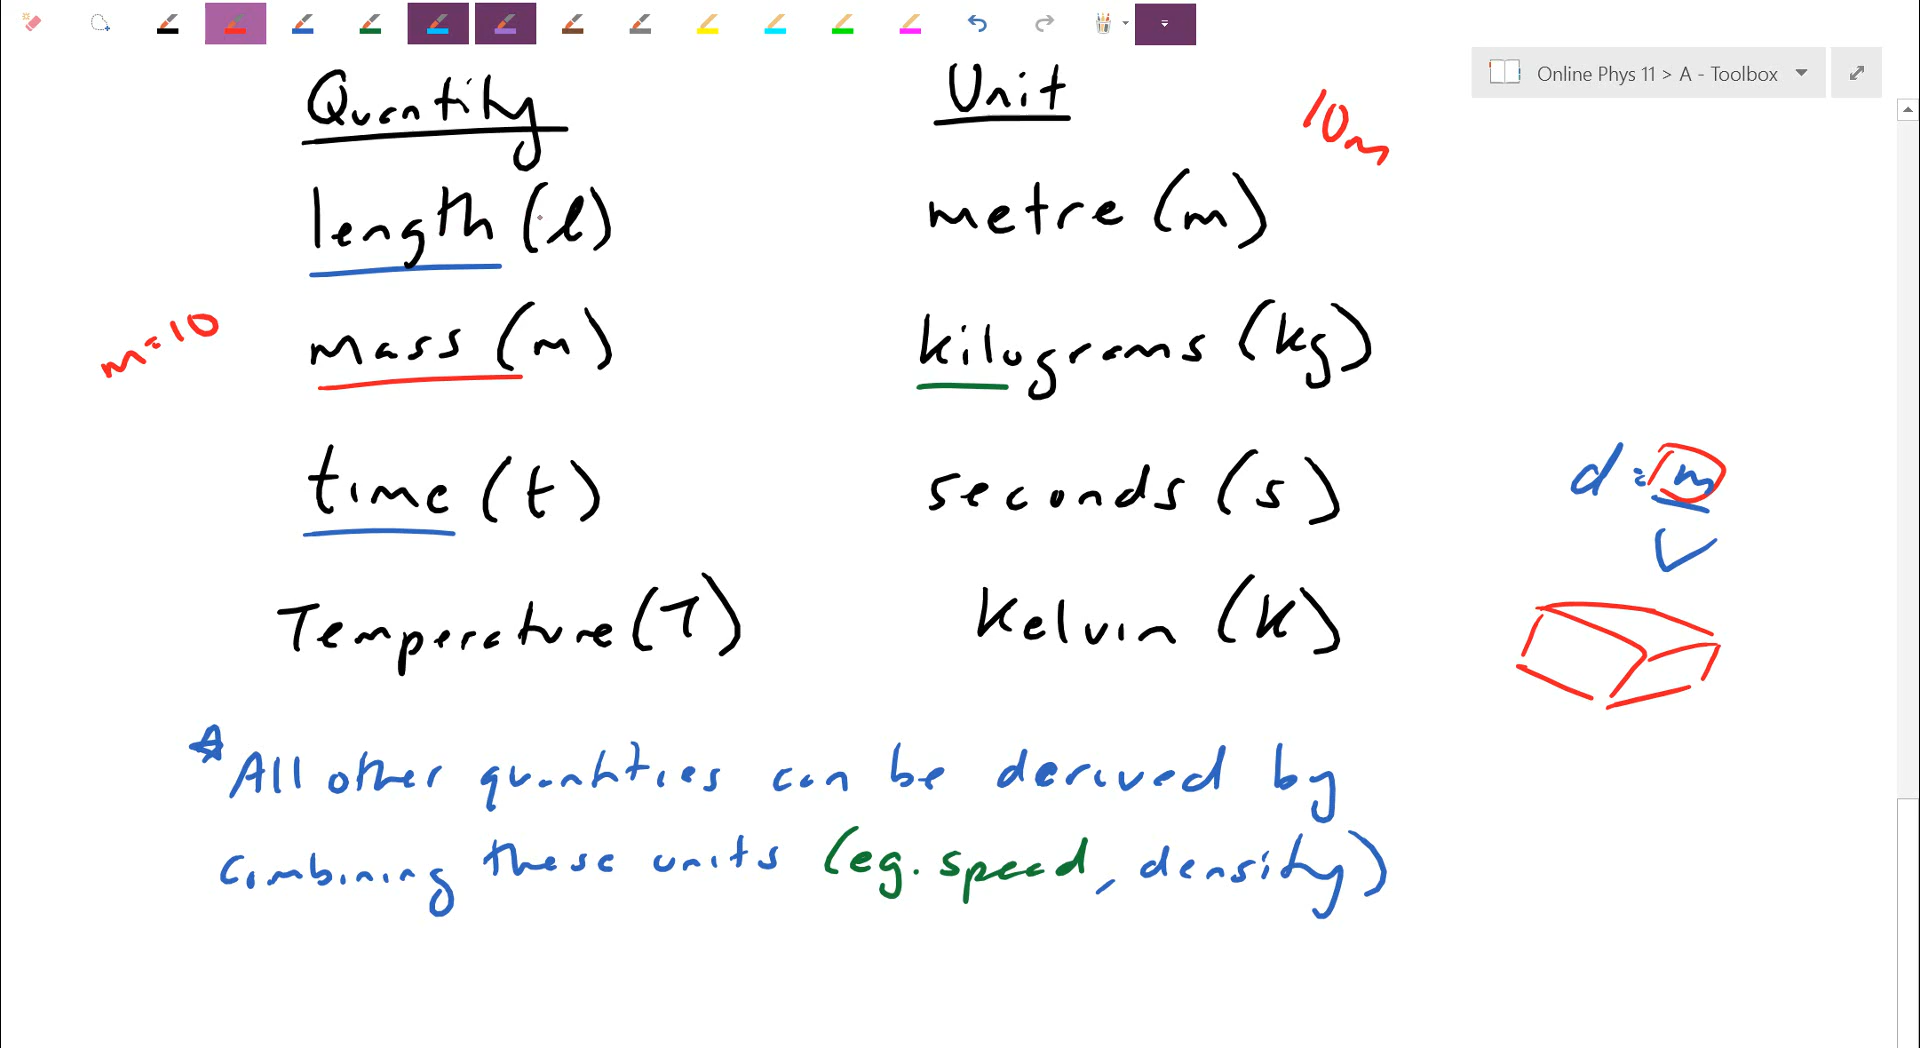 Online Phys 11 > A - Toolbox
Quantity Unit
10m
length (l) metre (m)
m=10
mass (m) kilograms (kg)
time (t) seconds (s)
d = m
V
Temperature (T) Kelvin (K)
All other quantities can be derived by
combining these units (eg. speed, density)